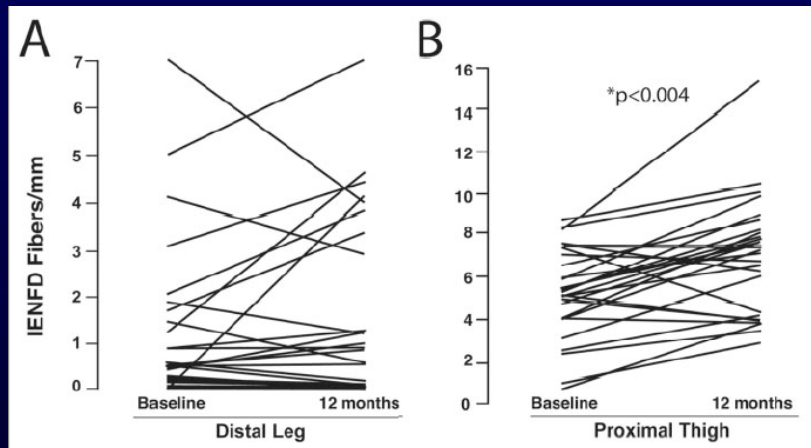 A
IENFD Fibers/mm
7
6
5
4
3
2
1
0
Baseline 12 months
Distal Leg
B
*p<0.004
16
14
12
10
8
6
4
2
0
Baseline 12 months
Proximal Thigh